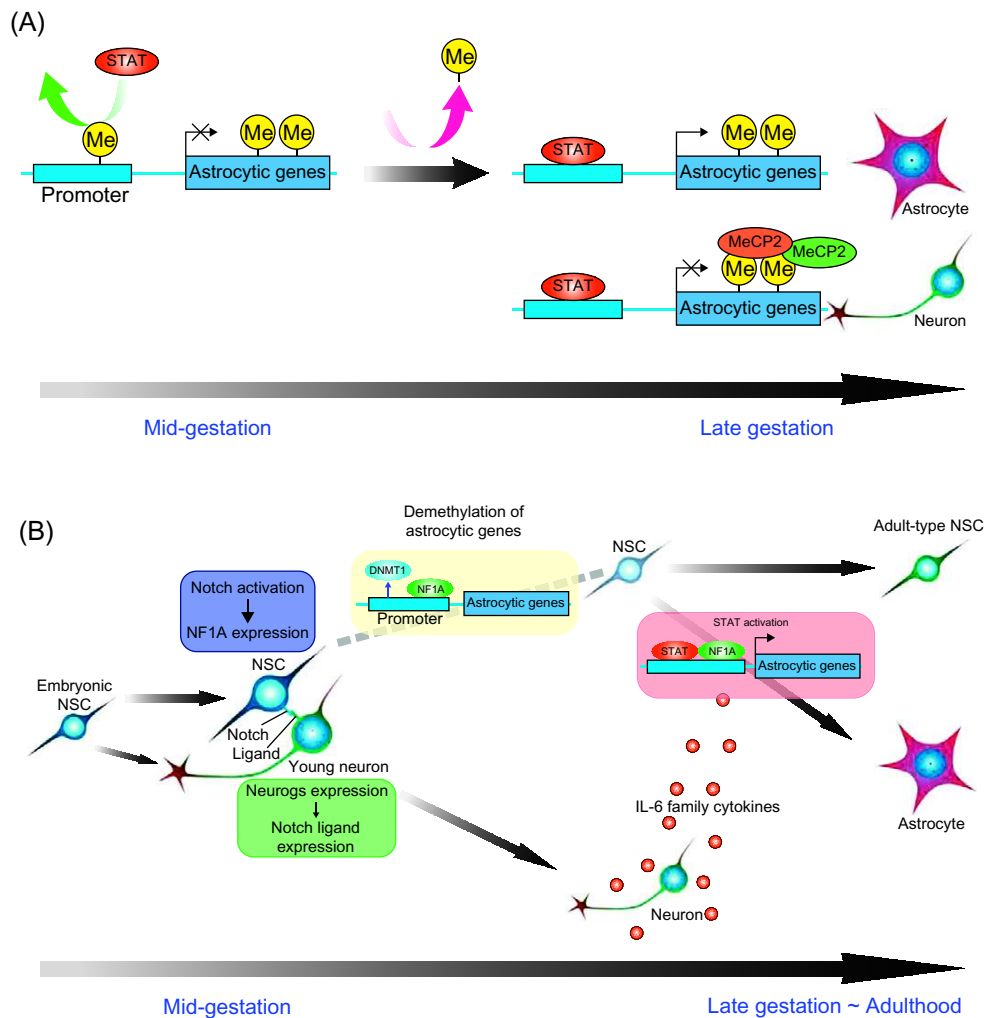 (A)
STAT
Me
Me
Me Me
Promoter
Astrocytic genes
STAT
Me Me
Astrocytic genes
Astrocyte
MeCP2
MeCP2
STAT
Me Me
Astrocytic genes
Neuron
Mid-gestation
Late gestation
(B)
Demethylation of
astrocytic genes
DNMT1
NF1A
Promoter
Astrocytic genes
NSC
Adult-type NSC
Notch activation
NF1A expression
STAT activation
STAT
NF1A
Astrocytic genes
Embryonic
NSC
NSC
Notch
Ligand
Young neuron
Neurogs expression
Notch ligand
expression
IL-6 family cytokines
Astrocyte
Neuron
Mid-gestation
Late gestation ~ Adulthood